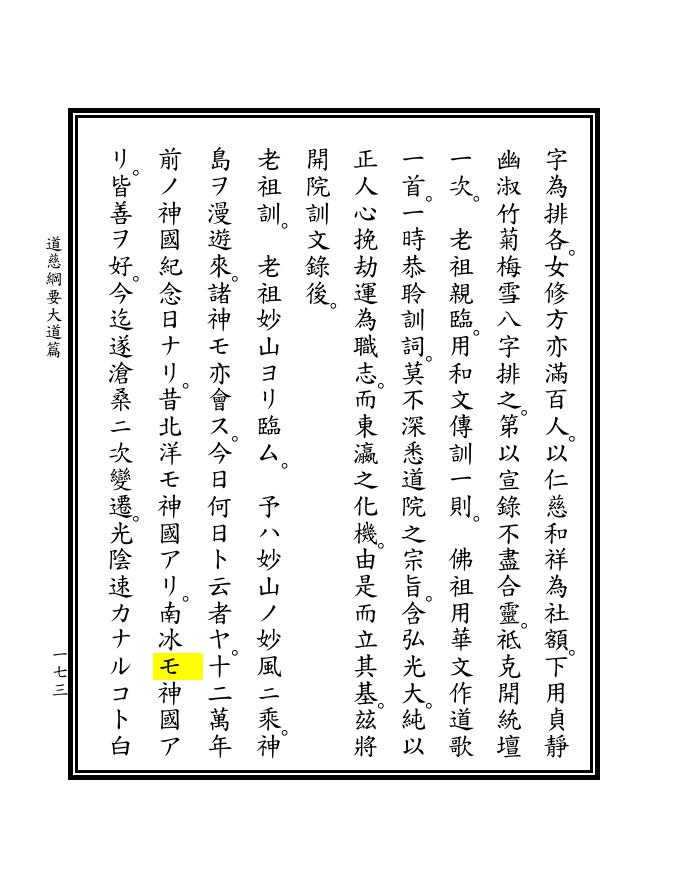 字為排各。女修方亦滿百人。以仁慈和祥為社額。下用貞靜
幽淑竹菊梅雪八字排之。第以宣錄不盡合靈。祗克開統壇
一次。　老祖親臨。用和文傳訓一則。　佛祖用華文作道歌
一首。一時恭聆訓詞。莫不深悉道院之宗旨。含弘光大。純以
正人心挽劫運為職志。而東瀛之化機。由是而立其基。茲將
開院訓文錄後。
老祖訓。　老祖妙山ヨリ臨ム。　予ハ妙山ノ妙風ニ乘。神
島ヲ漫遊來。諸神モ亦會ス。今日何日ト云者ヤ。十二萬年
前ノ神國紀念日ナリ。昔北洋モ神國アリ。南冰モ神國ア
リ。皆善ヲ好。今迄遂滄桑ニ次變遷。光陰速カナルコト白
道慈綱要大道篇
一七三